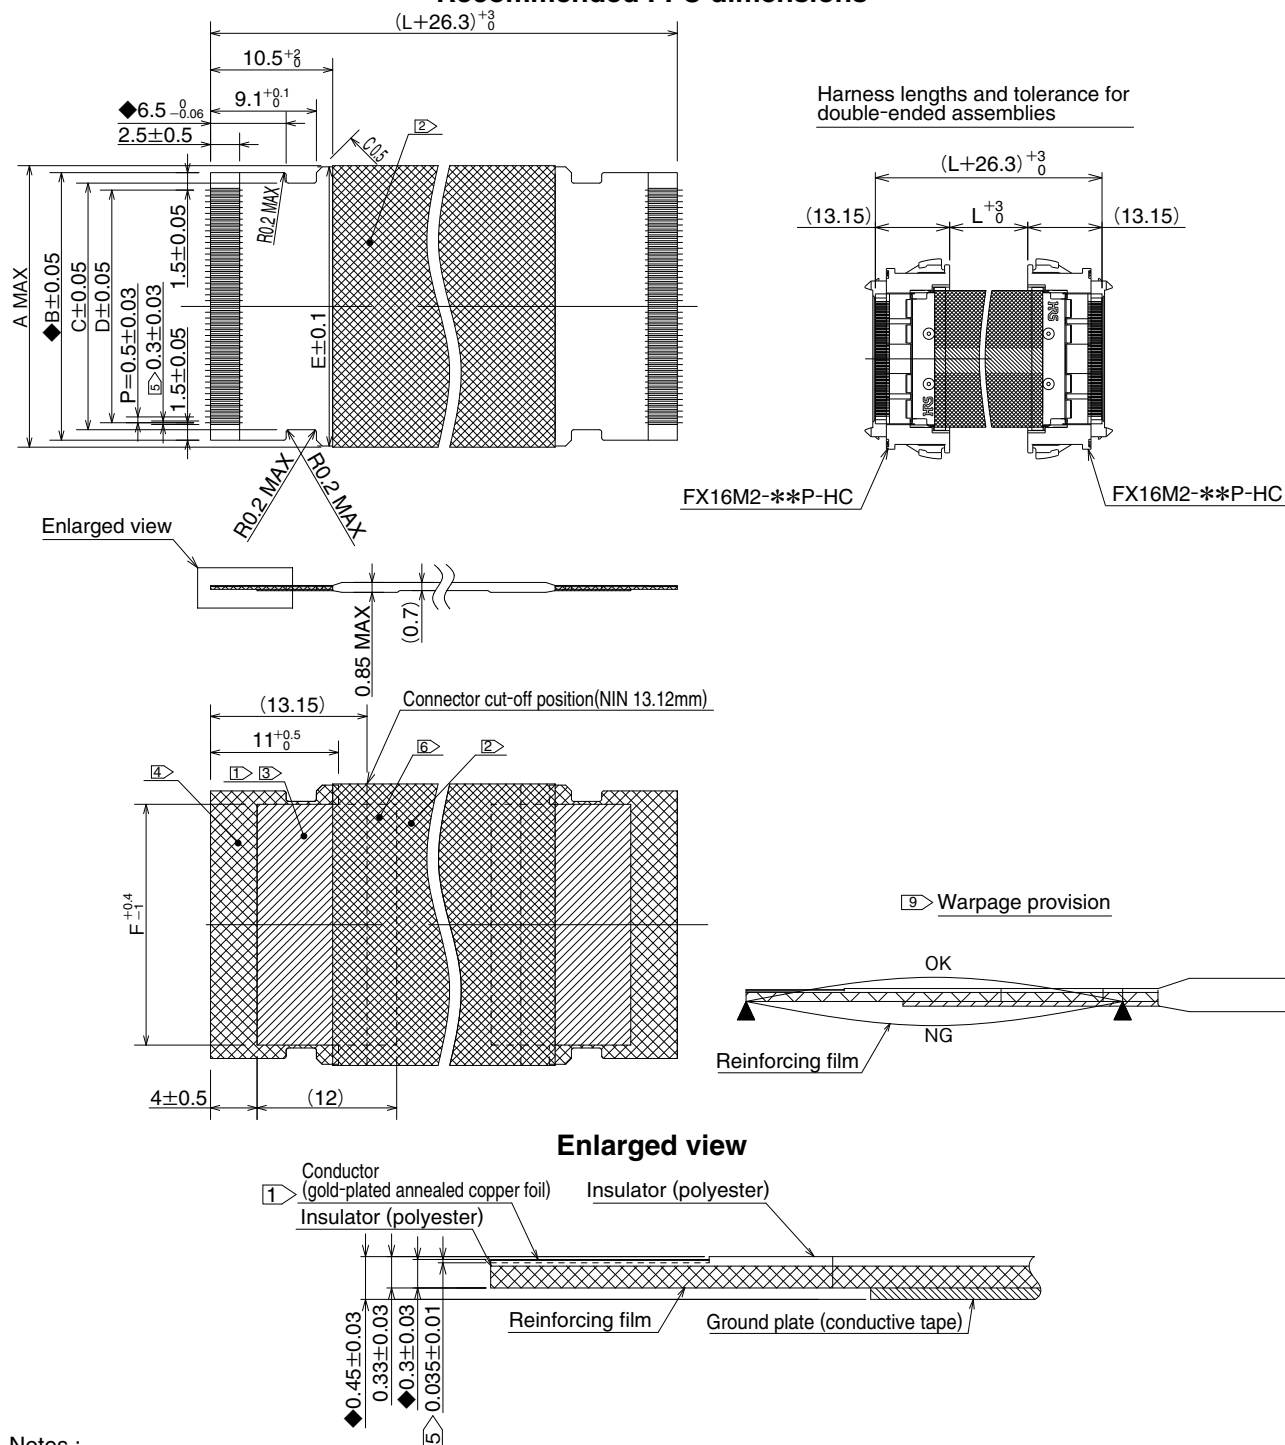 (L+26.3) +3 0
10.5 +2 0
9.1 +0.1 0
◆6.5 0 -0.06
2.5±0.5
C0.5
2
R0.2 MAX
A MAX
◆B±0.05
C±0.05
D±0.05
P=0.5±0.03
5 0.3±0.03
1.5±0.05
1.5±0.05
E±0.1
R0.2 MAX
R0.2 MAX
Harness lengths and tolerance for
double-ended assemblies
(L+26.3) +3 0
(13.15)
L +3 0
(13.15)
HRS
HRS
FX16M2-**P-HC
FX16M2-**P-HC
Enlarged view
0.85 MAX
(0.7)
(13.15)
Connector cut-off position(NIN 13.12mm)
11 +0.5 0
4
1
3
6
2
F +0.4 -1
4±0.5
(12)
9 Warpage provision
OK
NG
Reinforcing film
Enlarged view
Conductor
1 (gold-plated annealed copper foil)
Insulator (polyester)
Insulator (polyester)
Reinforcing film
Ground plate (conductive tape)
◆0.45±0.03
0.33±0.03
◆0.3±0.03
5 0.035±0.01